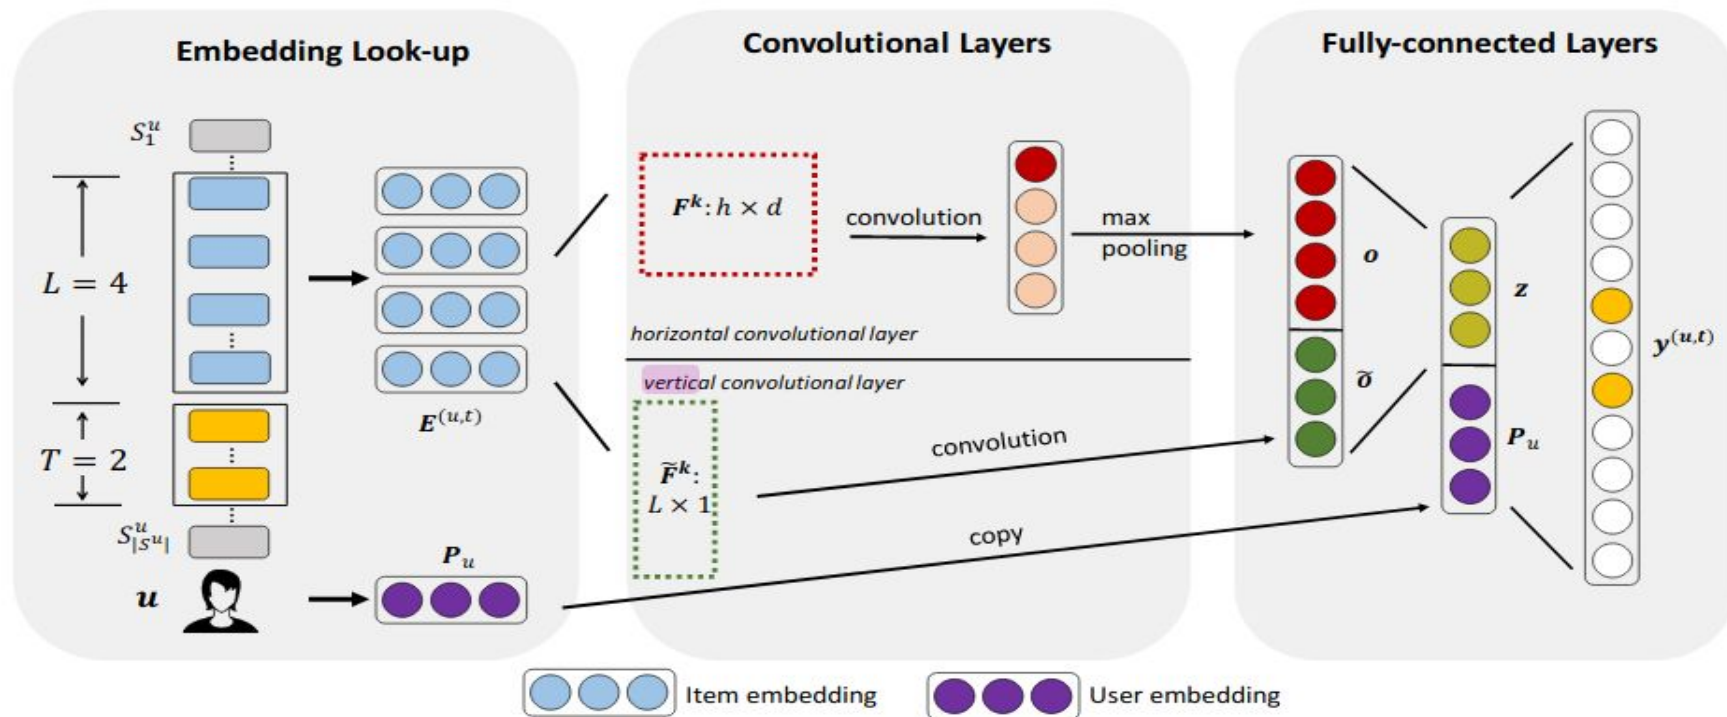 Embedding Look-up
S₁ᵘ
L = 4
T = 2
Sᵘ|Sᵘ|
u
E⁽ᵘ,ᵗ⁾
Pᵤ
Convolutional Layers
Fᵏ: h × d
convolution
max
pooling
horizontal convolutional layer
vertical convolutional layer
F̃ᵏ:
L × 1
convolution
copy
Fully-connected Layers
o
õ
z
Pᵤ
y⁽ᵘ,ᵗ⁾
Item embedding
User embedding